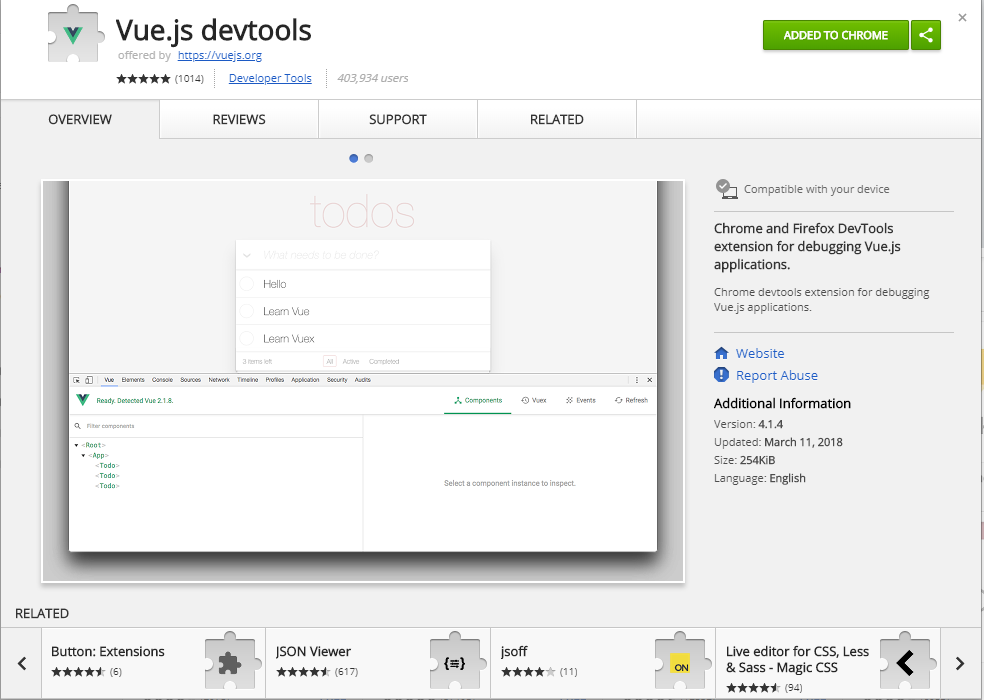 Vue.js devtools
offered by https://vuejs.org
(1014) Developer Tools 403,934 users
ADDED TO CHROME
OVERVIEW REVIEWS SUPPORT RELATED
todos
What needs to be done?
Hello
Learn Vue
Learn Vuex
3 items left All Active Completed
Vue Elements Console Sources Network Timeline Profiles Application Security Audits
Ready. Detected Vue 2.1.8.
Components Vuex Events Refresh
Filter components
<Root>
<App>
<Todo>
<Todo>
<Todo>
Select a component instance to inspect.
Compatible with your device
Chrome and Firefox DevTools
extension for debugging Vue.js
applications.
Chrome devtools extension for debugging
Vue.js applications.
Website
Report Abuse
Additional Information
Version: 4.1.4
Updated: March 11, 2018
Size: 254KiB
Language: English
RELATED
Button: Extensions
(6)
JSON Viewer
(617)
{≡}
jsoff
(11)
ON
Live editor for CSS, Less
& Sass - Magic CSS
(94)